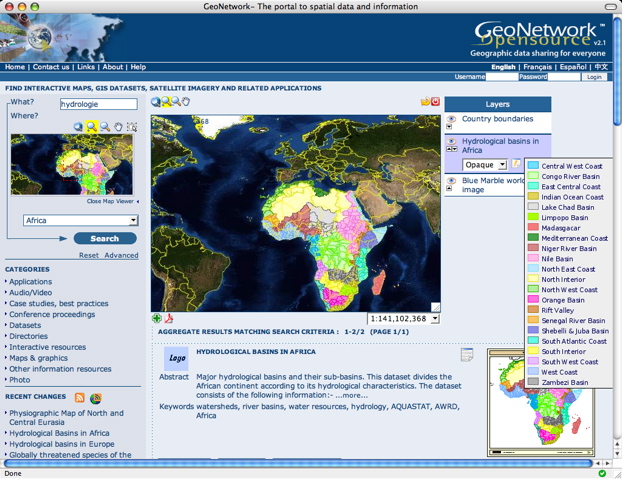 GeoNetwork- The portal to spatial data and information
GeoNetwork™
Opensource v2.1
Geographic data sharing for everyone
Home | Contact us | Links | About | Help
English | Français | Español | 中文
Username Password Login
FIND INTERACTIVE MAPS, GIS DATASETS, SATELLITE IMAGERY AND RELATED APPLICATIONS
What?
hydrologie
Where?
Close Map Viewer
Africa
Search
Reset Advanced
CATEGORIES
Applications
Audio/Video
Case studies, best practices
Conference proceedings
Datasets
Directories
Interactive resources
Maps & graphics
Other information resources
Photo
RECENT CHANGES
Physiographic Map of North and
Central Eurasia
Hydrological Basins in Africa
Hydrological basins in Europe
Globally threatened species of the
1:141,102,368
AGGREGATE RESULTS MATCHING SEARCH CRITERIA : 1-2/2 (PAGE 1/1)
Logo
HYDROLOGICAL BASINS IN AFRICA
Abstract Major hydrological basins and their sub-basins. This dataset divides the
African continent according to its hydrological characteristics. The dataset
consists of the following information:- ...more...
Keywords watersheds, river basins, water resources, hydrology, AQUASTAT, AWRD,
Africa
Layers
Country boundaries
Hydrological basins in
Africa
Opaque
Blue Marble world
image
Central West Coast
Congo River Basin
East Central Coast
Indian Ocean Coast
Lake Chad Basin
Limpopo Basin
Madagascar
Mediterranean Coast
Niger River Basin
Nile Basin
North East Coast
North Interior
North West Coast
Orange Basin
Rift Valley
Senegal River Basin
Shebelli & Juba Basin
South Atlantic Coast
South Interior
South West Coast
West Coast
Zambezi Basin
Done